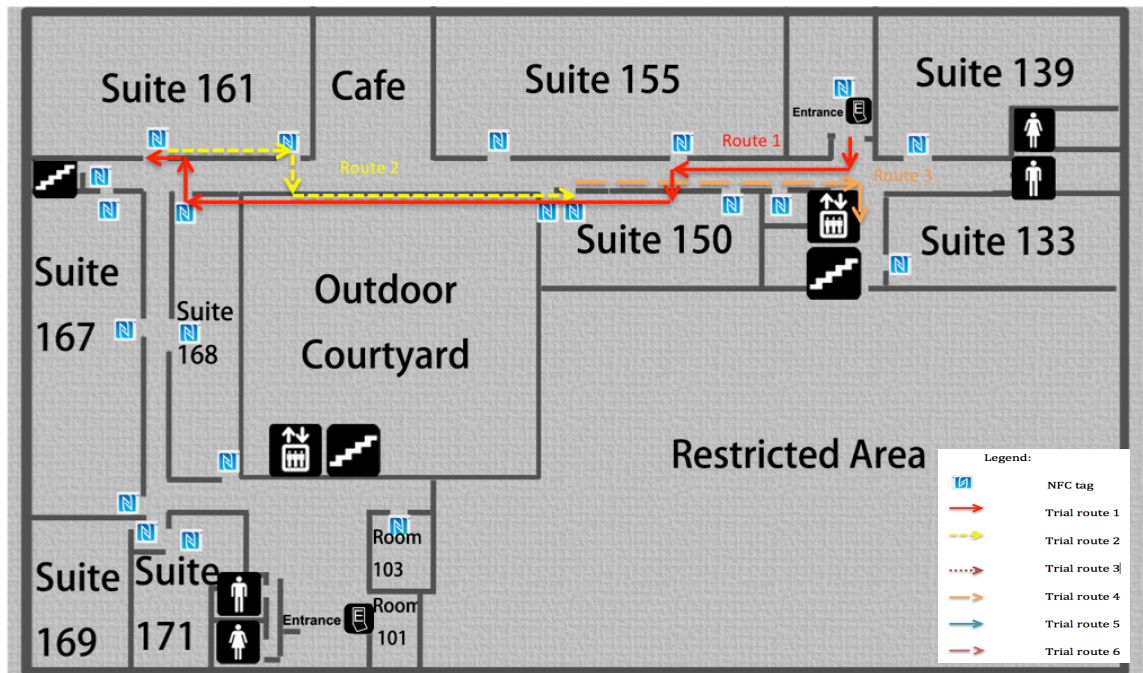 Suite 161
Cafe
Suite 155
Suite 139
Entrance
Route 1
Route 2
Route 3
Suite 150
Suite 133
Suite
167
Suite
168
Outdoor
Courtyard
Restricted Area
Room
103
Suite
169
Suite
171
Entrance
Room
101
Legend:
NFC tag
Trial route 1
Trial route 2
Trial route 3
Trial route 4
Trial route 5
Trial route 6